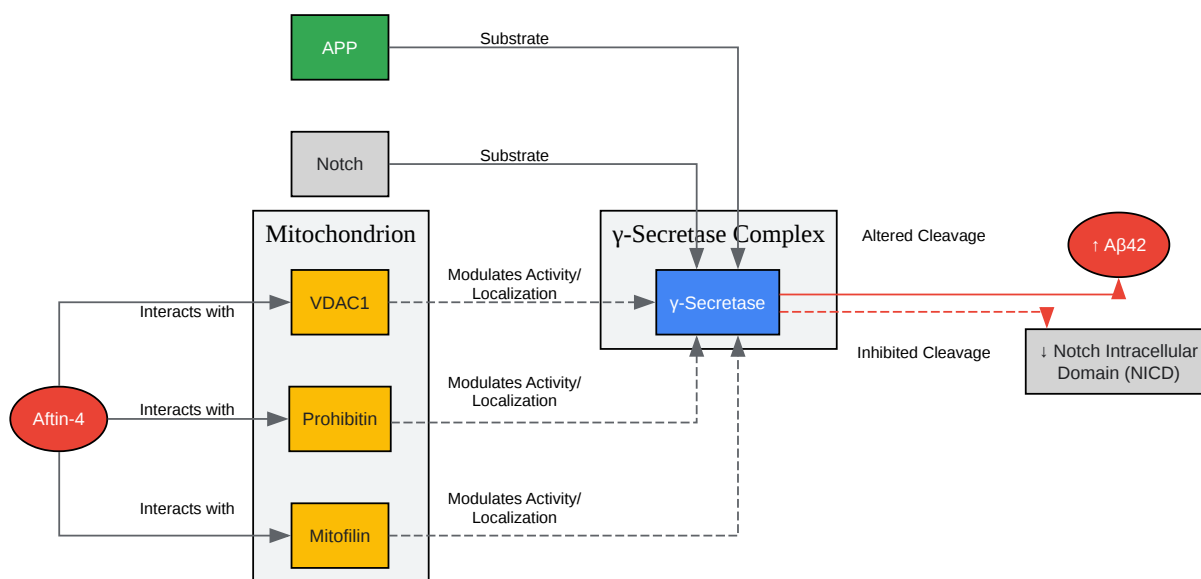 APP
Substrate
Notch
Substrate
Mitochondrion
γ-Secretase Complex
Altered Cleavage
↑ Aβ42
Modulates Activity/
Localization
VDAC1
γ-Secretase
Interacts with
Inhibited Cleavage
↓ Notch Intracellular
Domain (NICD)
Modulates Activity/
Localization
Aftin-4
Interacts with
Prohibitin
Modulates Activity/
Localization
Interacts with
Mitofilin